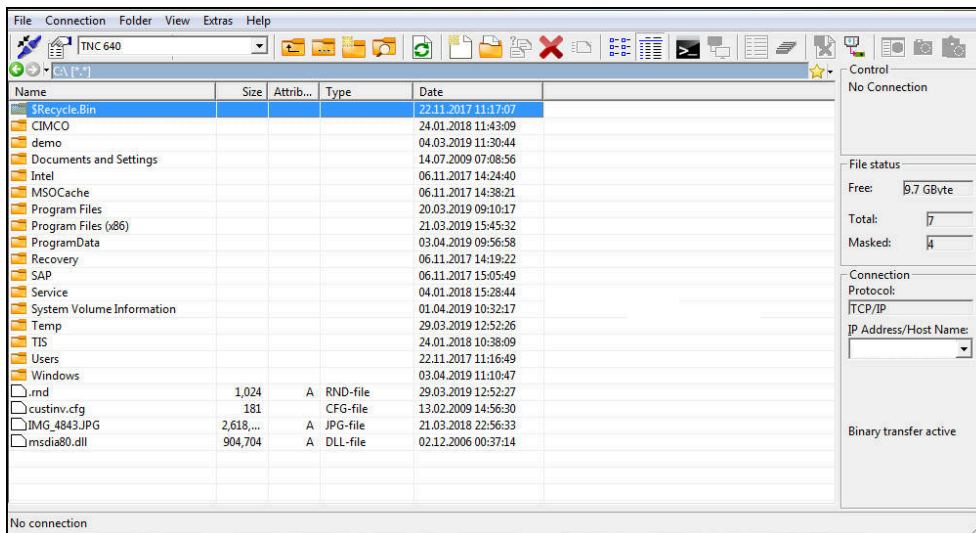 File Connection Folder View Extras Help
TNC 640
C:\ [*.*]
Name Size Attrib... Type Date
$Recycle.Bin 22.11.2017 11:17:07
CIMCO 24.01.2018 11:43:09
demo 04.03.2019 11:30:44
Documents and Settings 14.07.2009 07:08:56
Intel 06.11.2017 14:24:40
MSOCache 06.11.2017 14:38:21
Program Files 20.03.2019 09:10:17
Program Files (x86) 21.03.2019 15:45:32
ProgramData 03.04.2019 09:56:58
Recovery 06.11.2017 14:19:22
SAP 06.11.2017 15:05:49
Service 04.01.2018 15:28:44
System Volume Information 01.04.2019 10:32:17
Temp 29.03.2019 12:52:26
TIS 24.01.2018 10:38:09
Users 22.11.2017 11:16:49
Windows 03.04.2019 11:10:47
.rnd 1,024 A RND-file 29.03.2019 12:52:27
custinv.cfg 181 CFG-file 13.02.2009 14:56:30
IMG_4843.JPG 2,618,... A JPG-file 21.03.2018 22:56:33
msdia80.dll 904,704 A DLL-file 02.12.2006 00:37:14
Control
No Connection
File status
Free: 9.7 GByte
Total: 7
Masked: 4
Connection
Protocol:
TCP/IP
IP Address/Host Name:
Binary transfer active
No connection